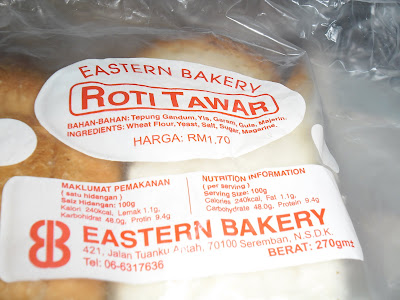 EASTERN BAKERY
ROTI TAWAR
BAHAN-BAHAN: Tepung Gandum, Yis, Garam, Gula, Majerin,
INGREDIENTS: Wheat Flour, Yeast, Salt, Sugar, Magarine,
HARGA: RM1.70
MAKLUMAT PEMAKANAN
( satu hidangan )
Saiz Hidangan: 100g
Kalori 240kcal, Lemak 1.1g,
Karbohidrat 48.0g, Protin 9.4g
NUTRITION INFORMATION
( per serving )
Serving Size: 100g
Calories 240kcal, Fat 1.1g,
Carbohydrate 48.0g, Protein 9.4g
EASTERN BAKERY
421, Jalan Tuanku Antah, 70100 Seremban, N.S.D.K.
Tel: 06-6317636
BERAT: 270gmt